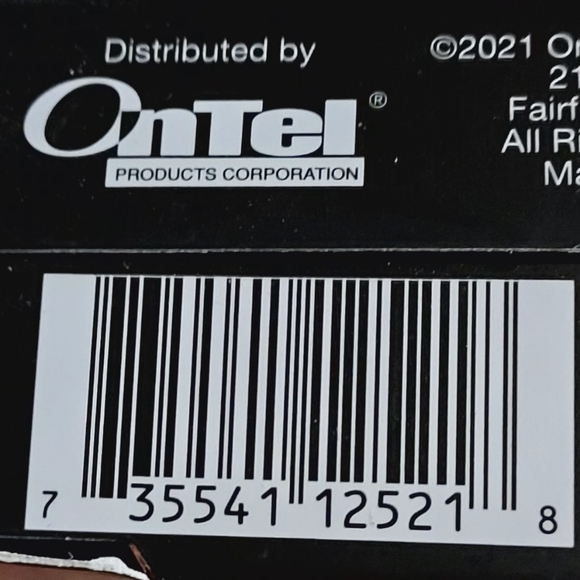 Distributed by
OnTel®
PRODUCTS CORPORATION
©2021 On
21
Fairf
All Ri
Ma
7 35541 12521 8